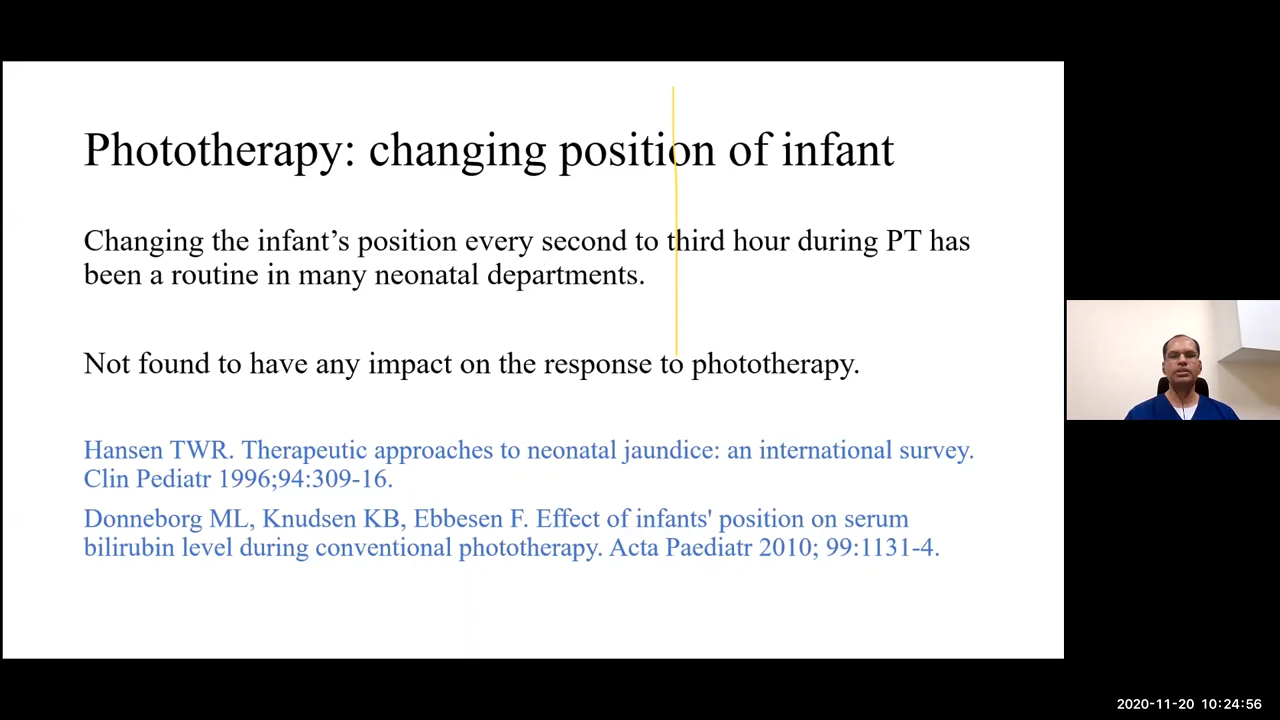 Phototherapy: changing position of infant
Changing the infant’s position every second to third hour during PT has
been a routine in many neonatal departments.
Not found to have any impact on the response to phototherapy.
Hansen TWR. Therapeutic approaches to neonatal jaundice: an international survey.
Clin Pediatr 1996;94:309-16.
Donneborg ML, Knudsen KB, Ebbesen F. Effect of infants' position on serum
bilirubin level during conventional phototherapy. Acta Paediatr 2010; 99:1131-4.
2020-11-20 10:24:56